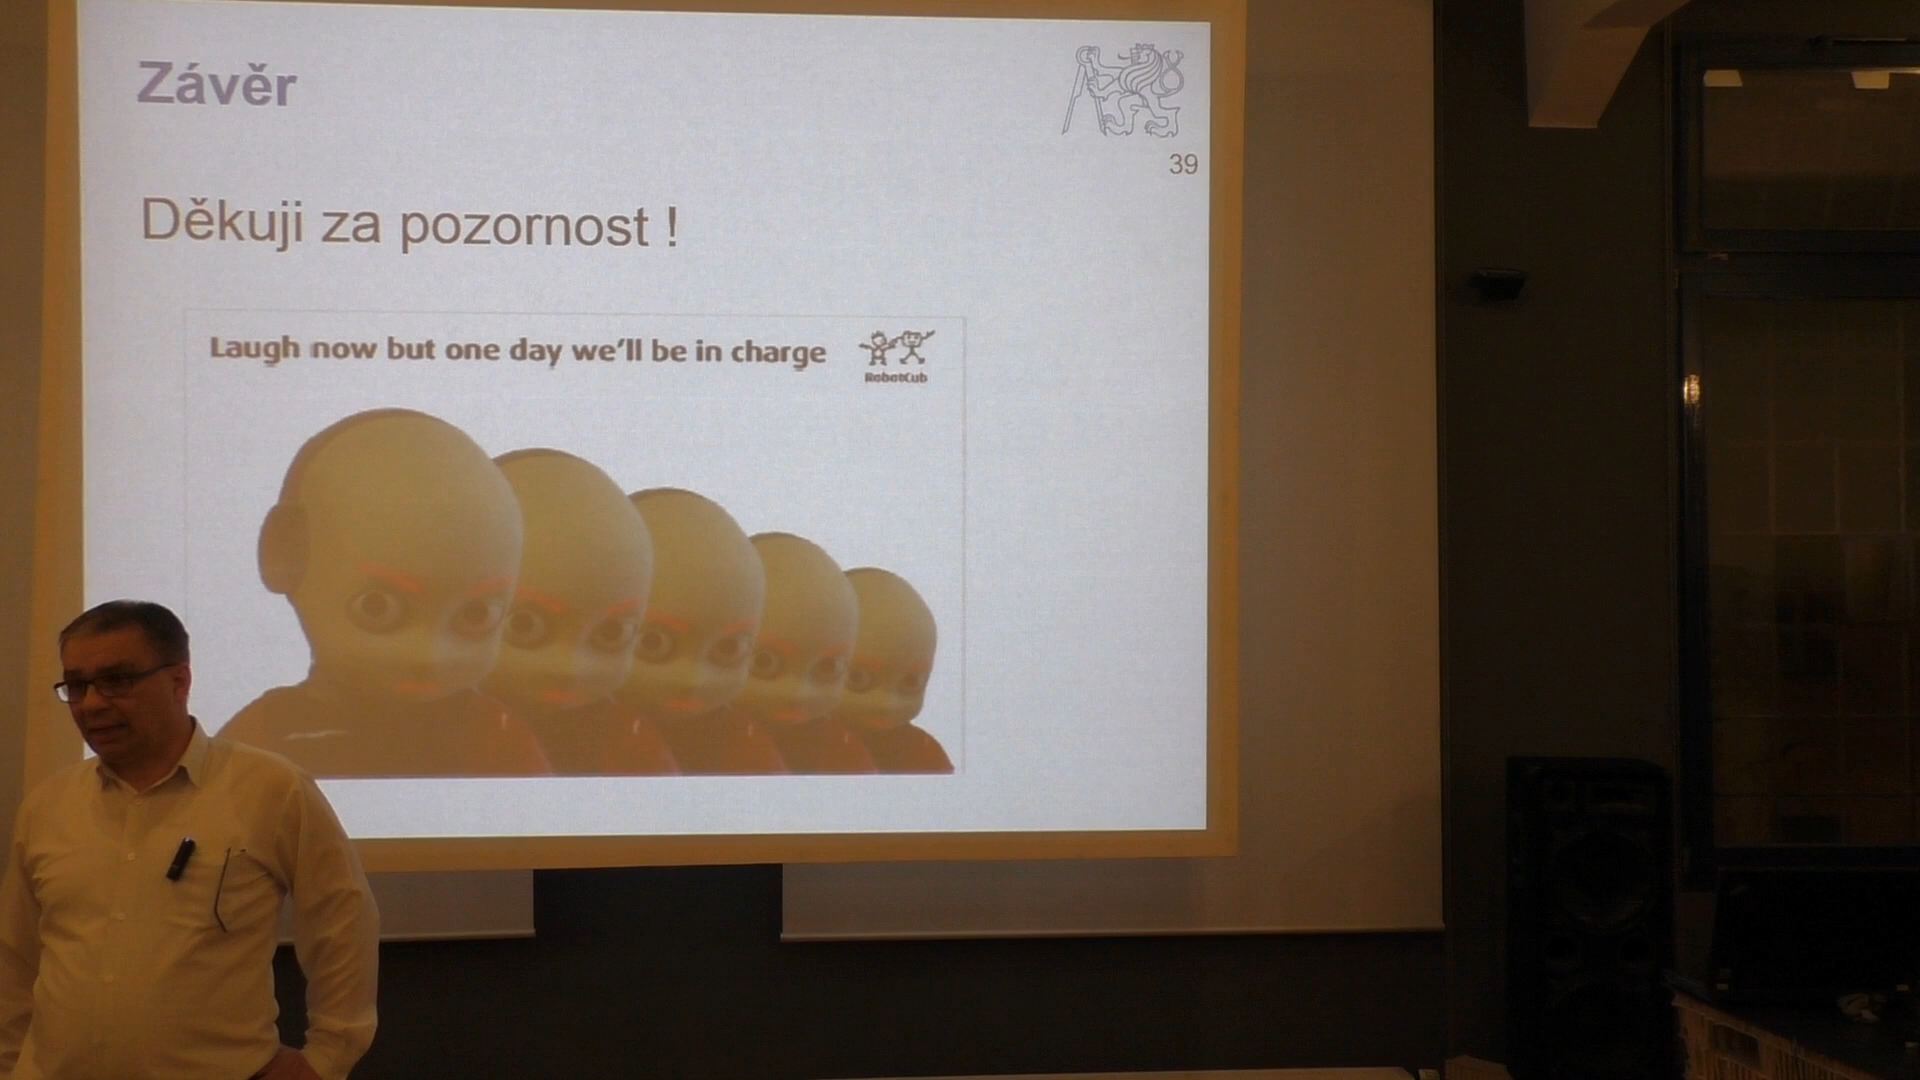 Závěr
39
Děkuji za pozornost !
Laugh now but one day we'll be in charge
RobotCub